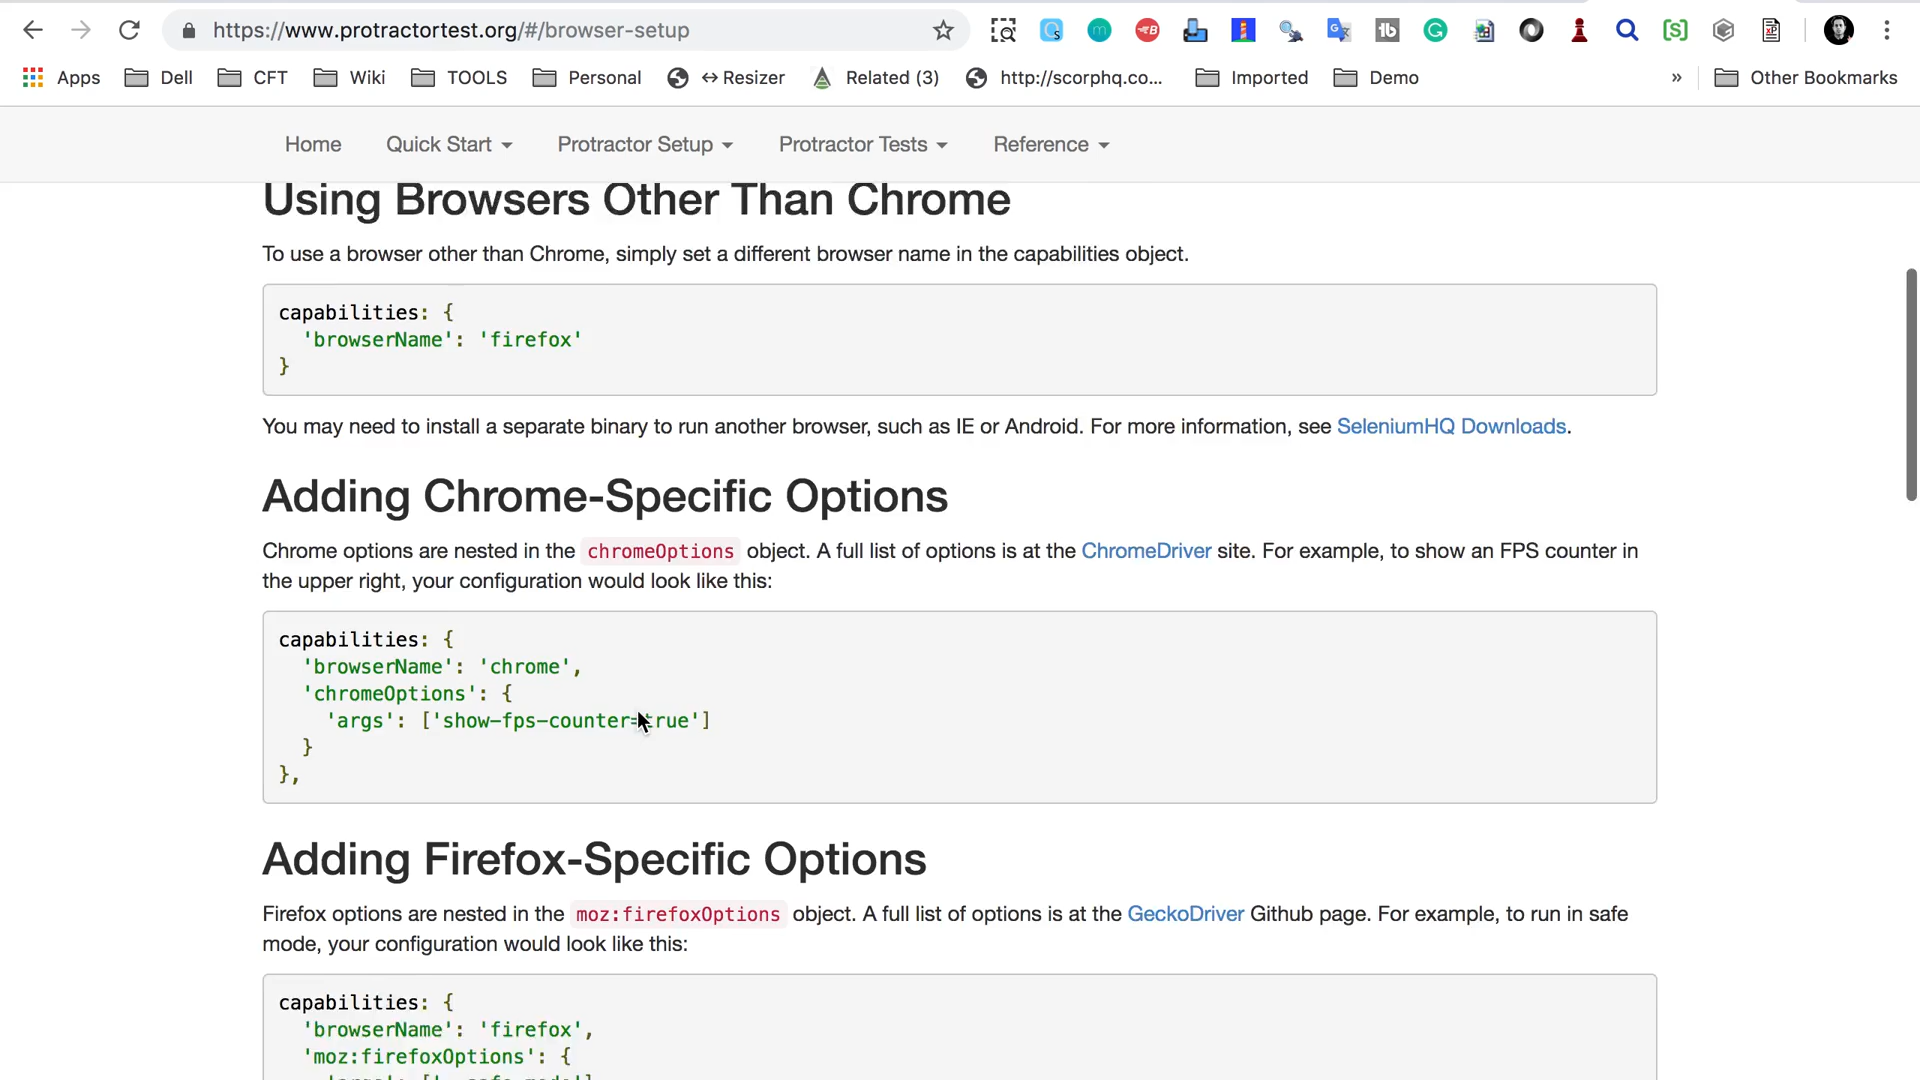 https://www.protractortest.org/#/browser-setup
Apps Dell CFT Wiki TOOLS Personal ↔Resizer Related (3) http://scorphq.co... Imported Demo » Other Bookmarks
Home Quick Start Protractor Setup Protractor Tests Reference
Using Browsers Other Than Chrome
To use a browser other than Chrome, simply set a different browser name in the capabilities object.
capabilities: {
'browserName': 'firefox'
}
You may need to install a separate binary to run another browser, such as IE or Android. For more information, see SeleniumHQ Downloads.
Adding Chrome-Specific Options
Chrome options are nested in the chromeOptions object. A full list of options is at the ChromeDriver site. For example, to show an FPS counter in
the upper right, your configuration would look like this:
capabilities: {
'browserName': 'chrome',
'chromeOptions': {
'args': ['show-fps-counter=true']
}
},
Adding Firefox-Specific Options
Firefox options are nested in the moz:firefoxOptions object. A full list of options is at the GeckoDriver Github page. For example, to run in safe
mode, your configuration would look like this:
capabilities: {
'browserName': 'firefox',
'moz:firefoxOptions': {